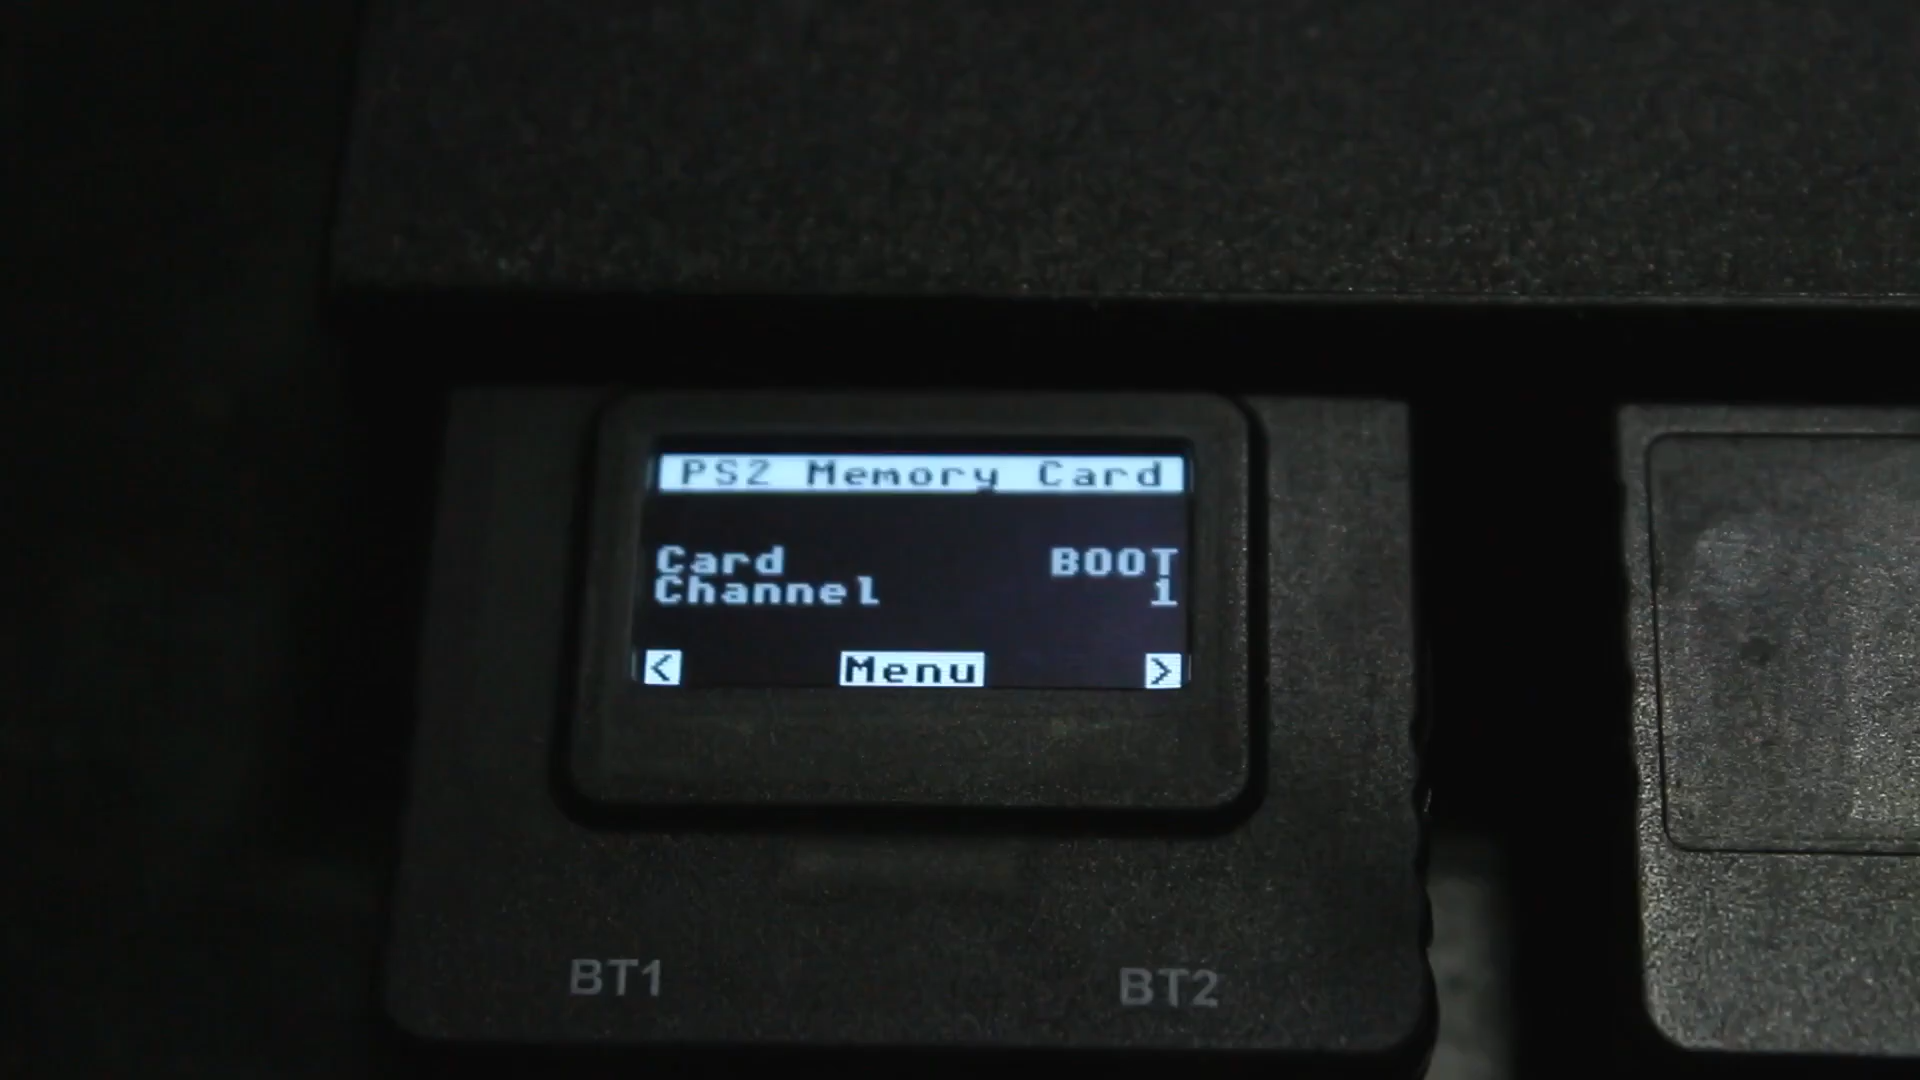 PS2 Memory Card
Card BOOT
Channel 1
< Menu >
BT1 BT2